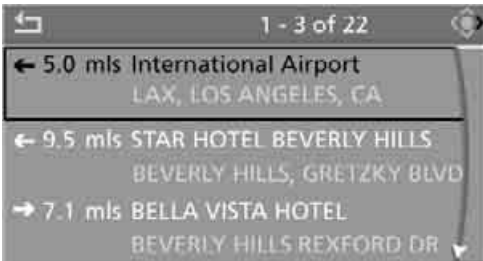 1 - 3 of 22
← 5.0 mls International Airport
LAX, LOS ANGELES, CA
← 9.5 mls STAR HOTEL BEVERLY HILLS
BEVERLY HILLS, GRETZKY BLVD
→ 7.1 mls BELLA VISTA HOTEL
BEVERLY HILLS REXFORD DR